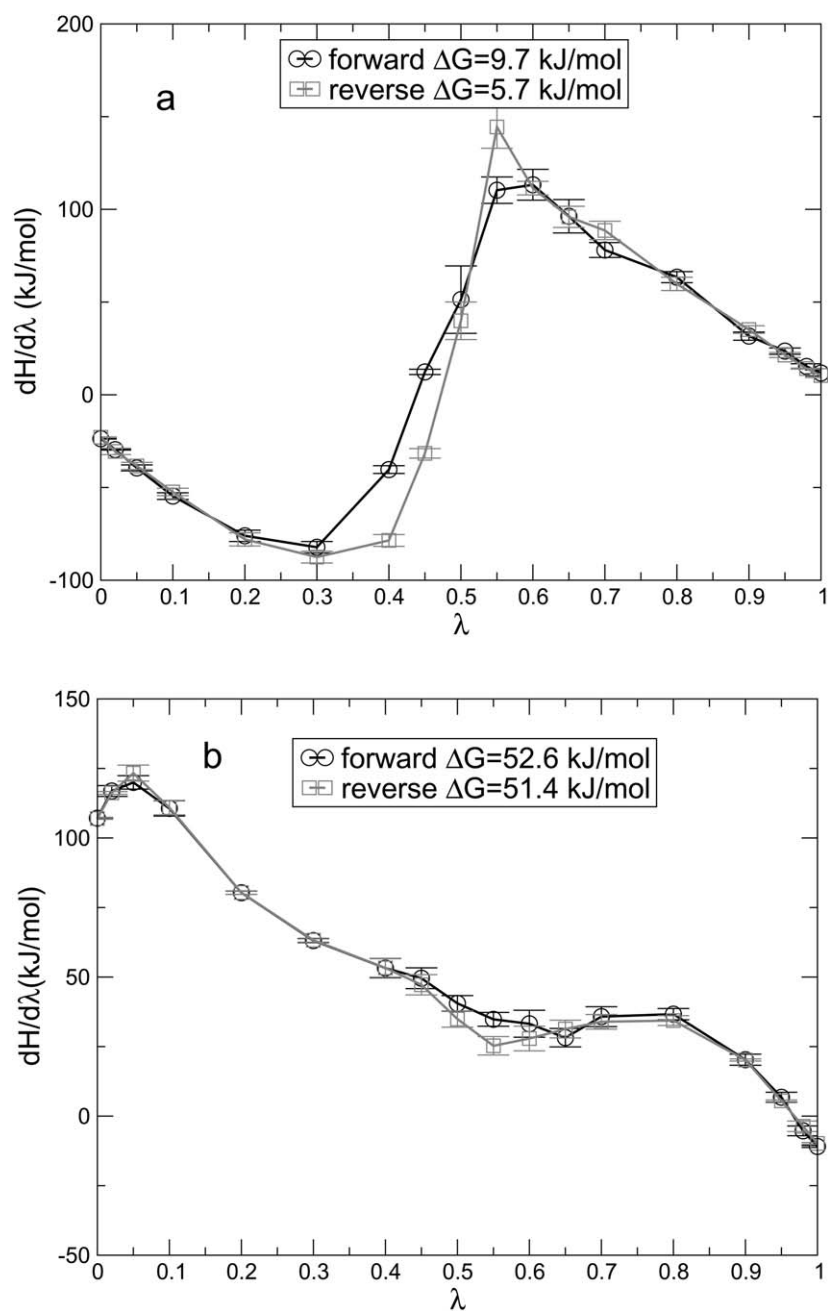 200
a
forward ΔG=9.7 kJ/mol
reverse ΔG=5.7 kJ/mol
100
dH/dλ (kJ/mol)
0
-100
0 0.1 0.2 0.3 0.4 0.5 0.6 0.7 0.8 0.9 1
λ
150
b
forward ΔG=52.6 kJ/mol
reverse ΔG=51.4 kJ/mol
100
dH/dλ(kJ/mol)
50
0
-50
0 0.1 0.2 0.3 0.4 0.5 0.6 0.7 0.8 0.9 1
λ